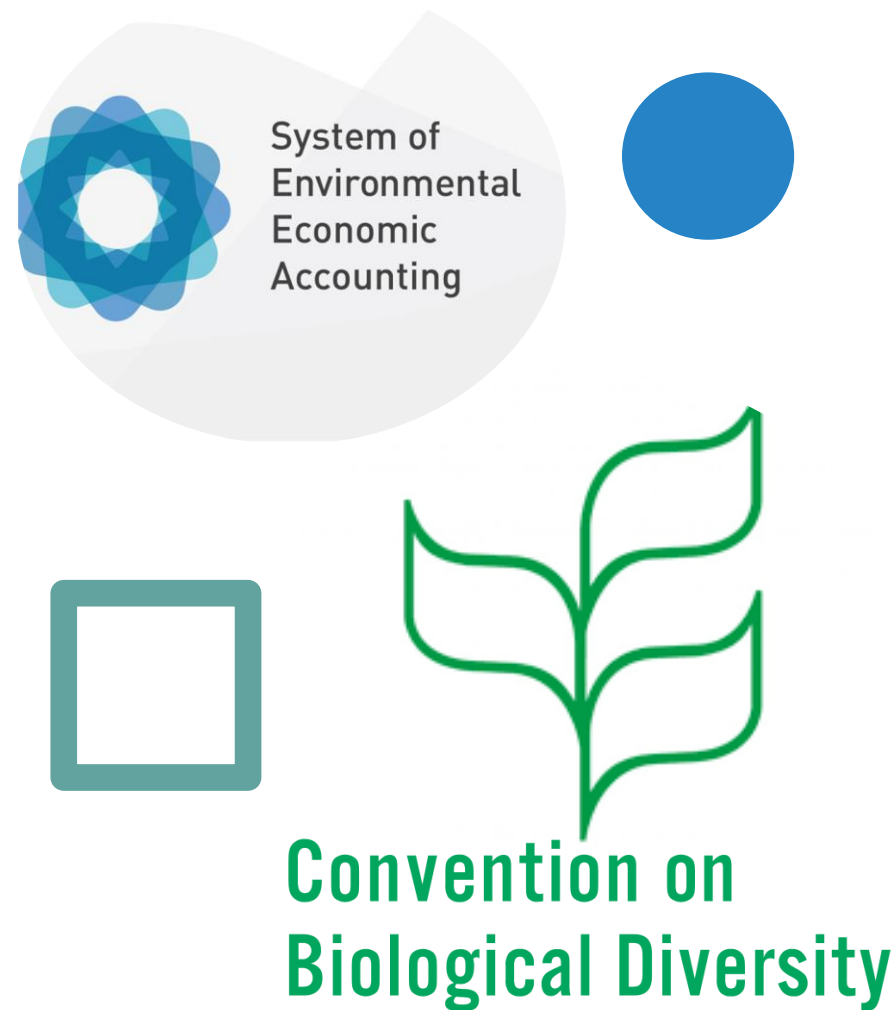 System of
Environmental
Economic
Accounting
Convention on
Biological Diversity